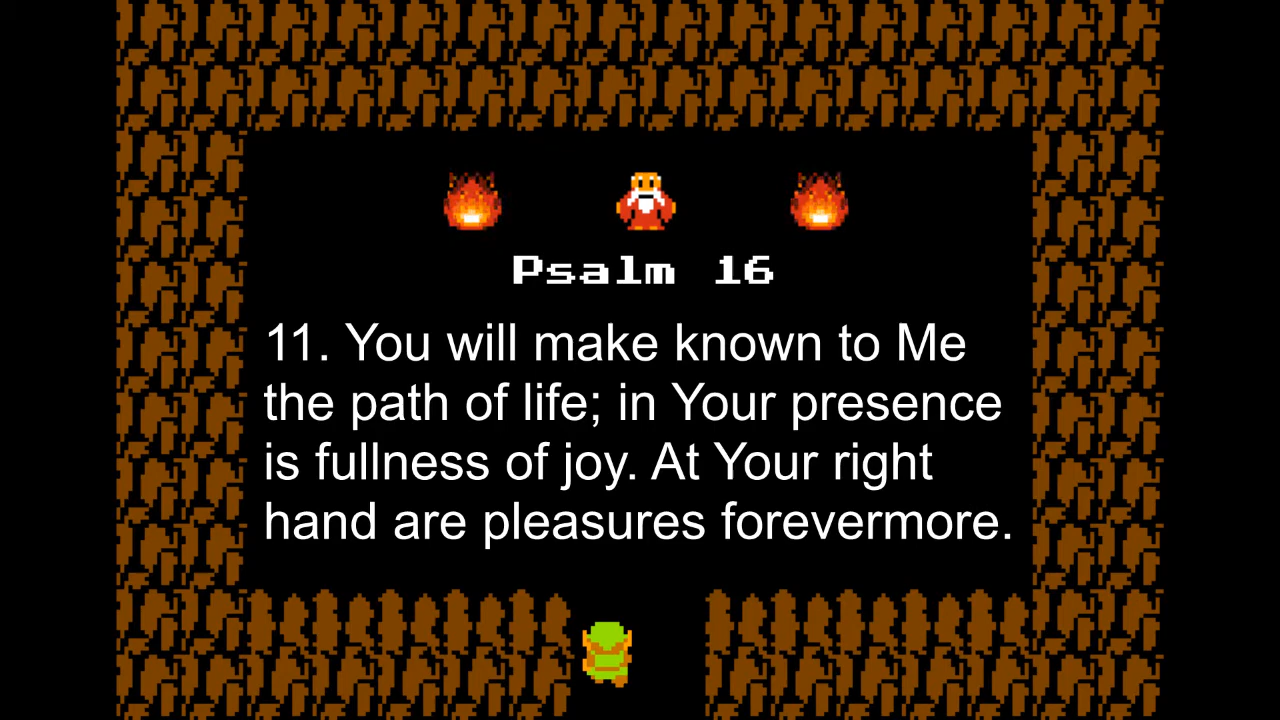 Psalm 16
11. You will make known to Me
the path of life; in Your presence
is fullness of joy. At Your right
hand are pleasures forevermore.